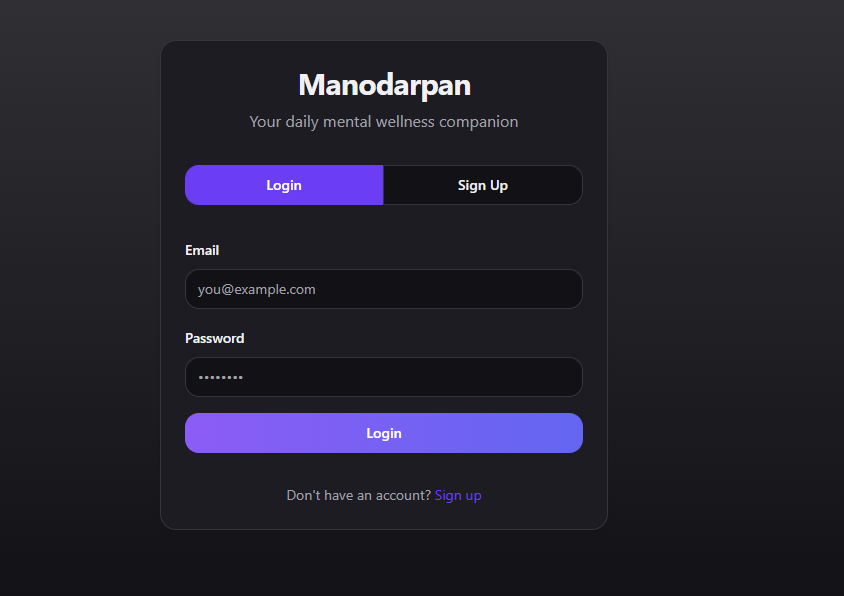 Manodarpan
Your daily mental wellness companion
Login Sign Up
Email
you@example.com
Password
••••••••
Login
Don't have an account? Sign up